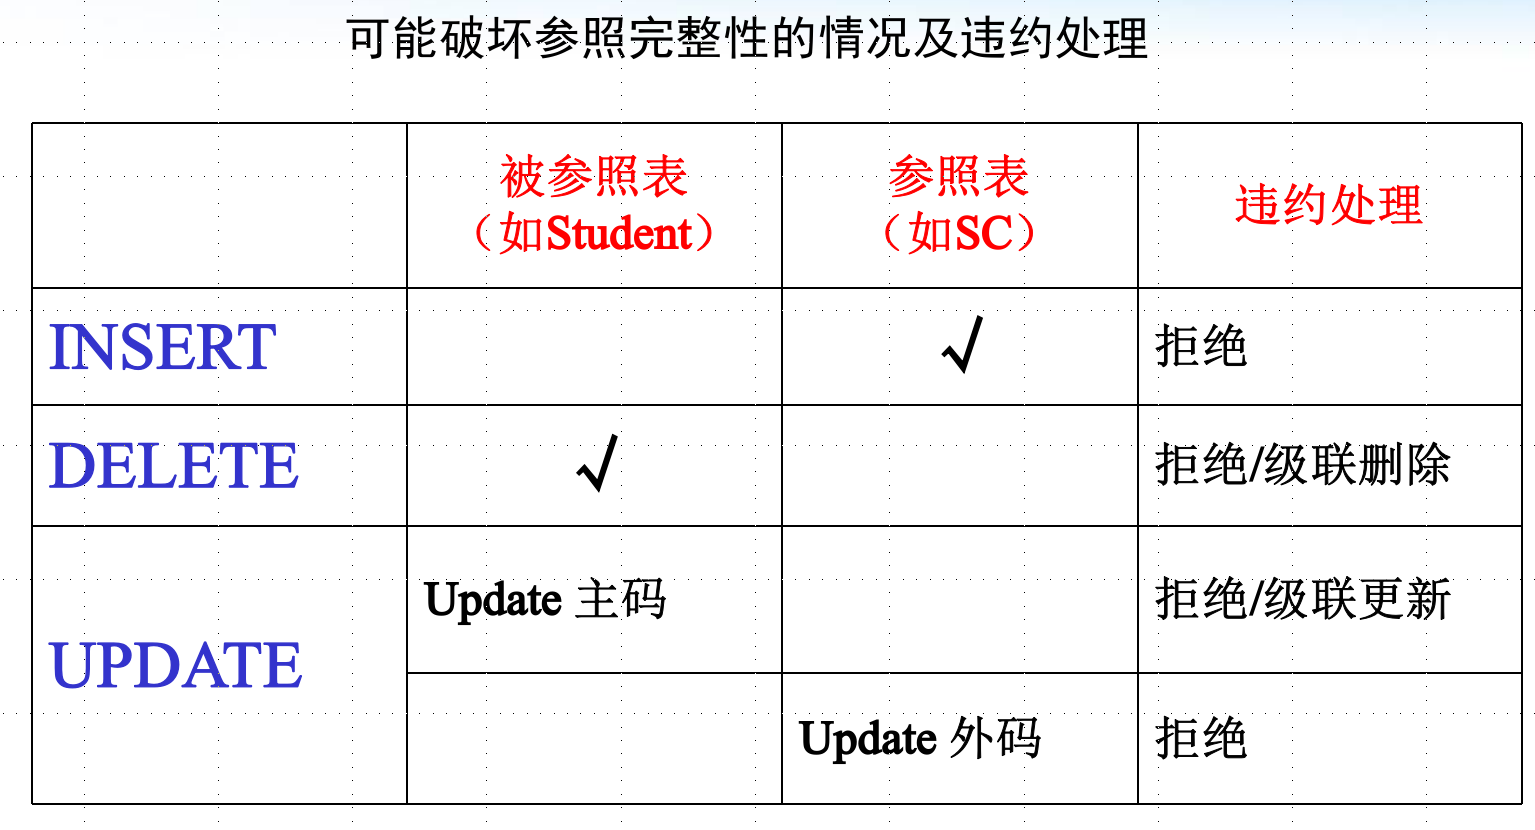 可能破坏参照完整性的情况及违约处理
被参照表
（如Student）
参照表
（如SC）
违约处理
INSERT
√
拒绝
DELETE
√
拒绝/级联删除
UPDATE
Update 主码
拒绝/级联更新
Update 外码
拒绝